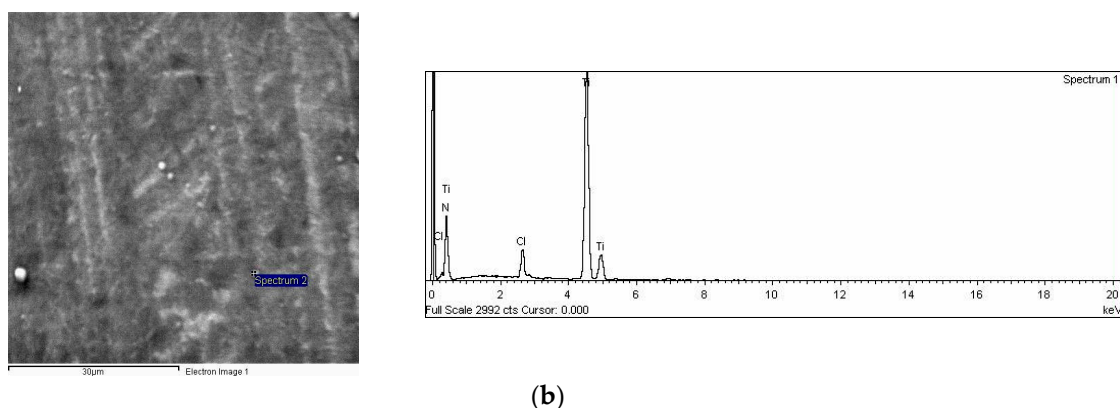 Spectrum 2
30µm
Electron Image 1
Spectrum 1
Ti
Ti
N
Cl
Cl
Ti
0 2 4 6 8 10 12 14 16 18 20
Full Scale 2992 cts Cursor: 0.000
keV
(b)